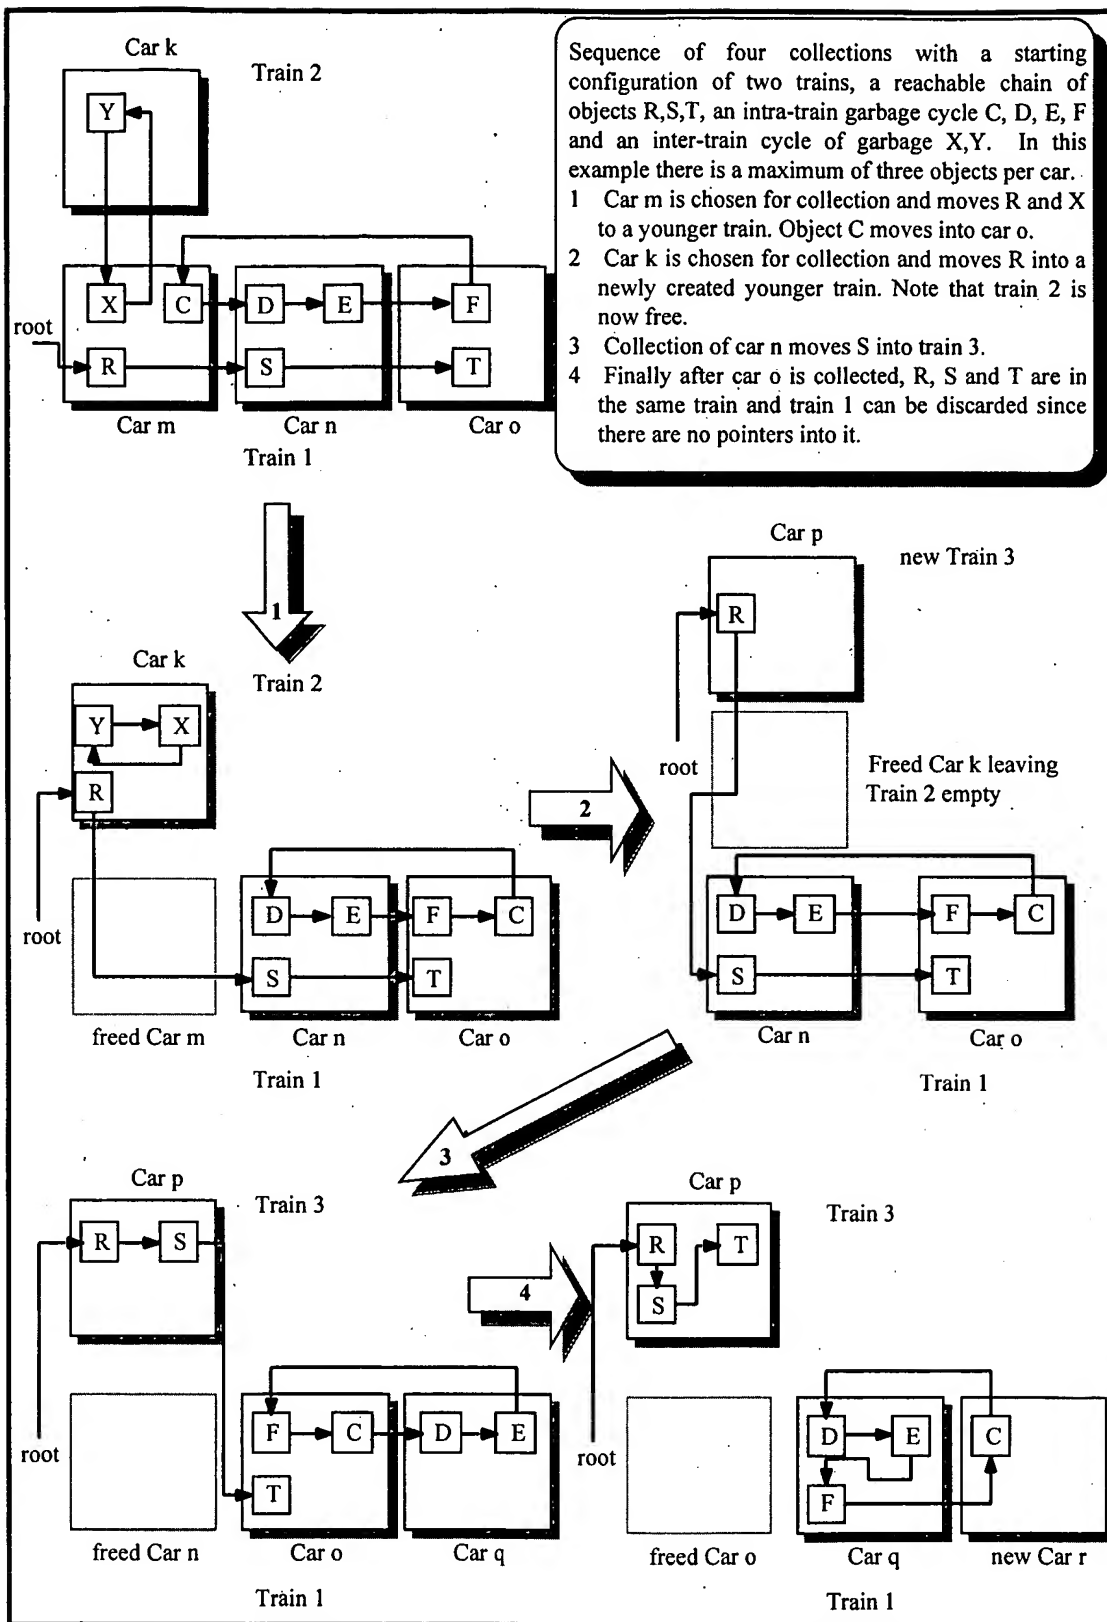 Car k
Train 2
Y
X
C
D
E
F
root
R
S
T
Car m
Car n
Car o
Train 1
Sequence of four collections with a starting
configuration of two trains, a reachable chain of
objects R,S,T, an intra-train garbage cycle C, D, E, F
and an inter-train cycle of garbage X,Y. In this
example there is a maximum of three objects per car.
1 Car m is chosen for collection and moves R and X
to a younger train. Object C moves into car o.
2 Car k is chosen for collection and moves R into a
newly created younger train. Note that train 2 is
now free.
3 Collection of car n moves S into train 3.
4 Finally after car o is collected, R, S and T are in
the same train and train 1 can be discarded since
there are no pointers into it.
1
Car k
Train 2
Y
X
R
root
D
E
F
C
S
T
freed Car m
Car n
Car o
Train 1
2
Car p
new Train 3
R
root
Freed Car k leaving
Train 2 empty
D
E
F
C
S
T
Car n
Car o
Train 1
3
Car p
Train 3
R
S
root
F
C
D
E
T
freed Car n
Car o
Car q
Train 1
4
Car p
Train 3
R
T
S
root
D
E
C
F
freed Car o
Car q
new Car r
Train 1